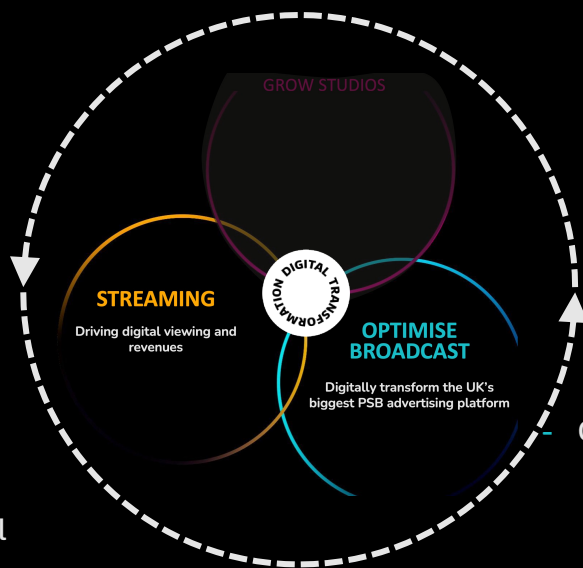 GROW STUDIOS
DIGITAL TRANSFORMATION
STREAMING
Driving digital viewing and
revenues
OPTIMISE
BROADCAST
Digitally transform the UK's
biggest PSB advertising platform
-